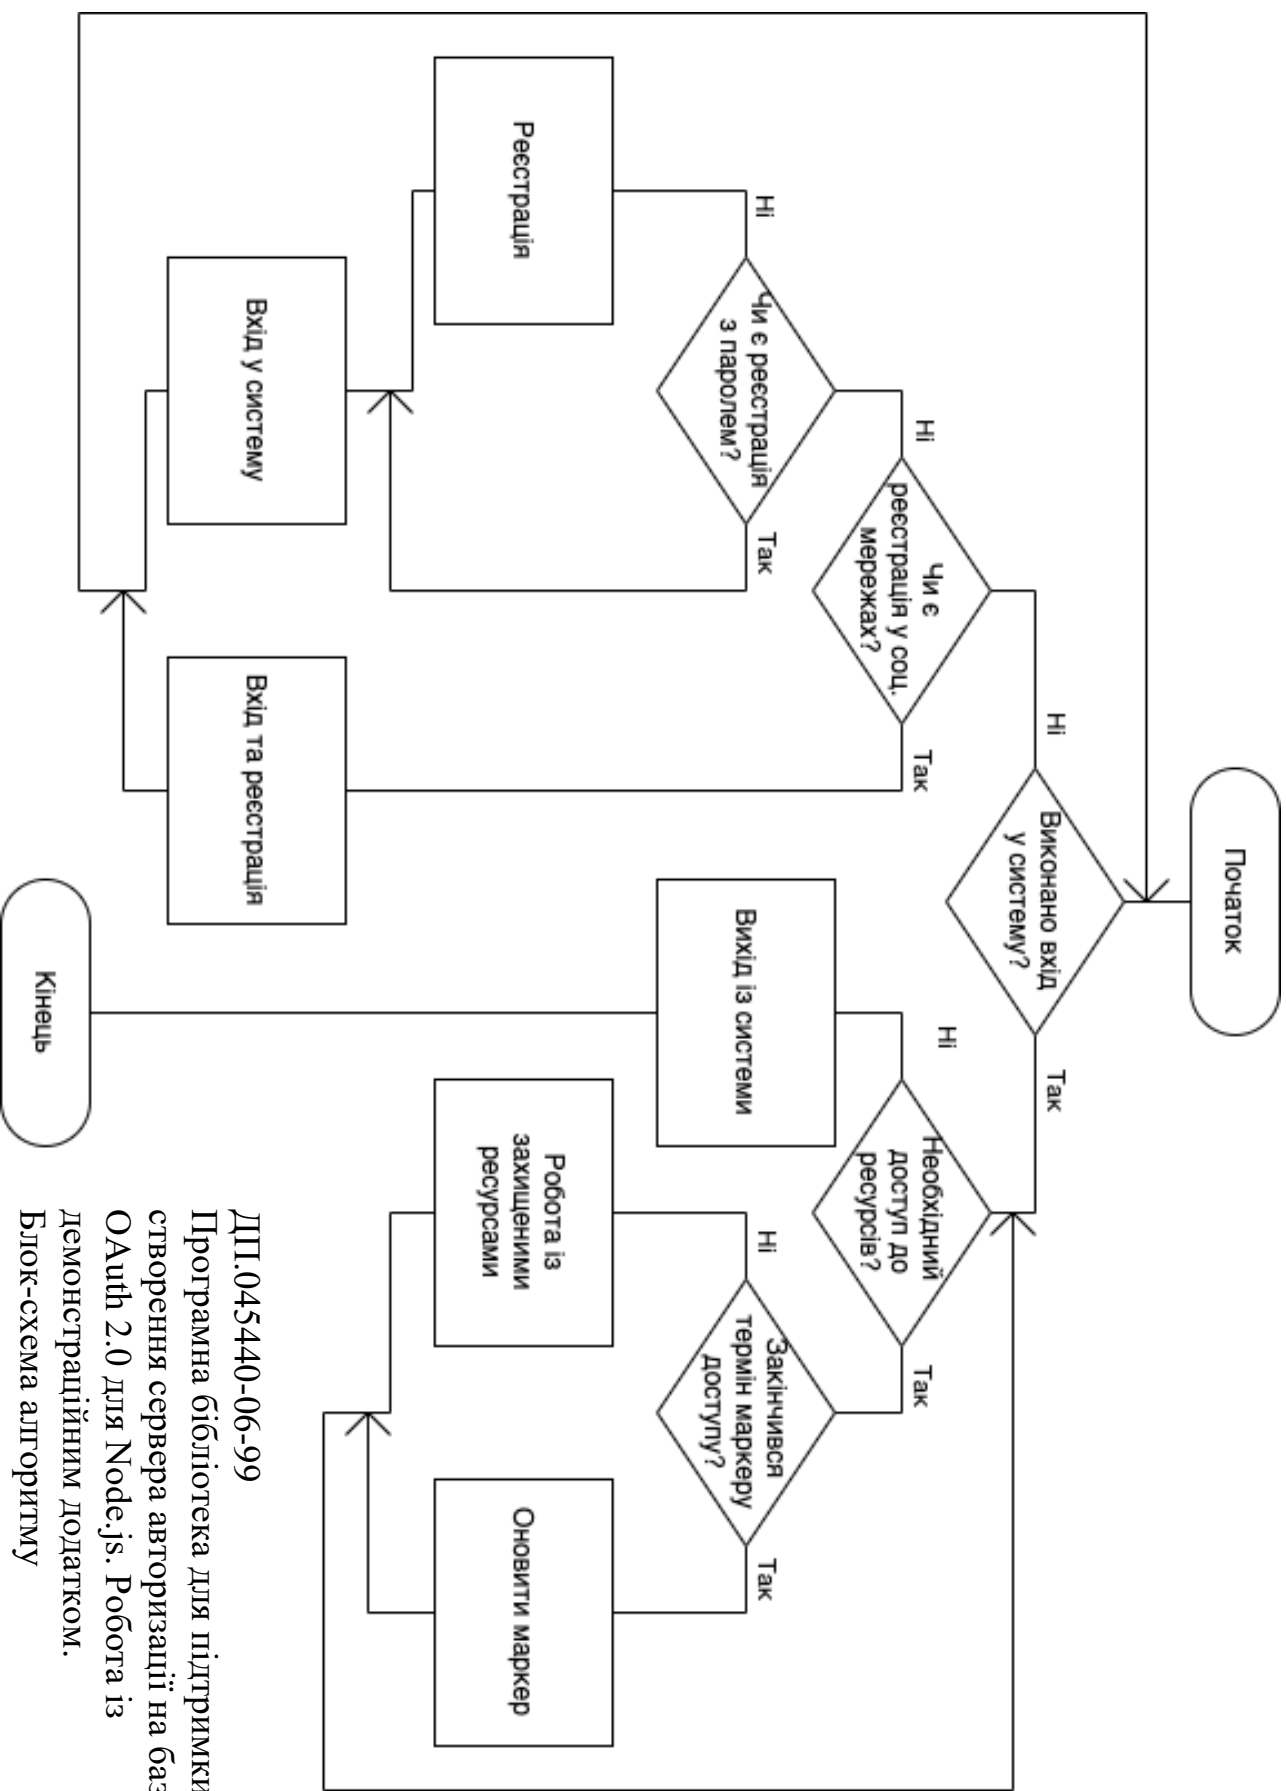 Початок
Виконано вхід
у систему?
Ні
Так
Чи є
реєстрація у соц.
мережах?
Ні
Так
Необхідний
доступ до
ресурсів?
Ні
Так
Чи є реєстрація
з паролем?
Ні
Так
Вихід із системи
Закінчився
термін маркеру
доступу?
Ні
Так
Реєстрація
Робота із
захищеними
ресурсами
Оновити маркер
Вхід у систему
Вхід та реєстрація
Кінець
ДП.045440-06-99
Програмна бібліотека для підтримки
створення сервера авторизації на баз
OAuth 2.0 для Node.js. Робота із
демонстраційним додатком.
Блок-схема алгоритму